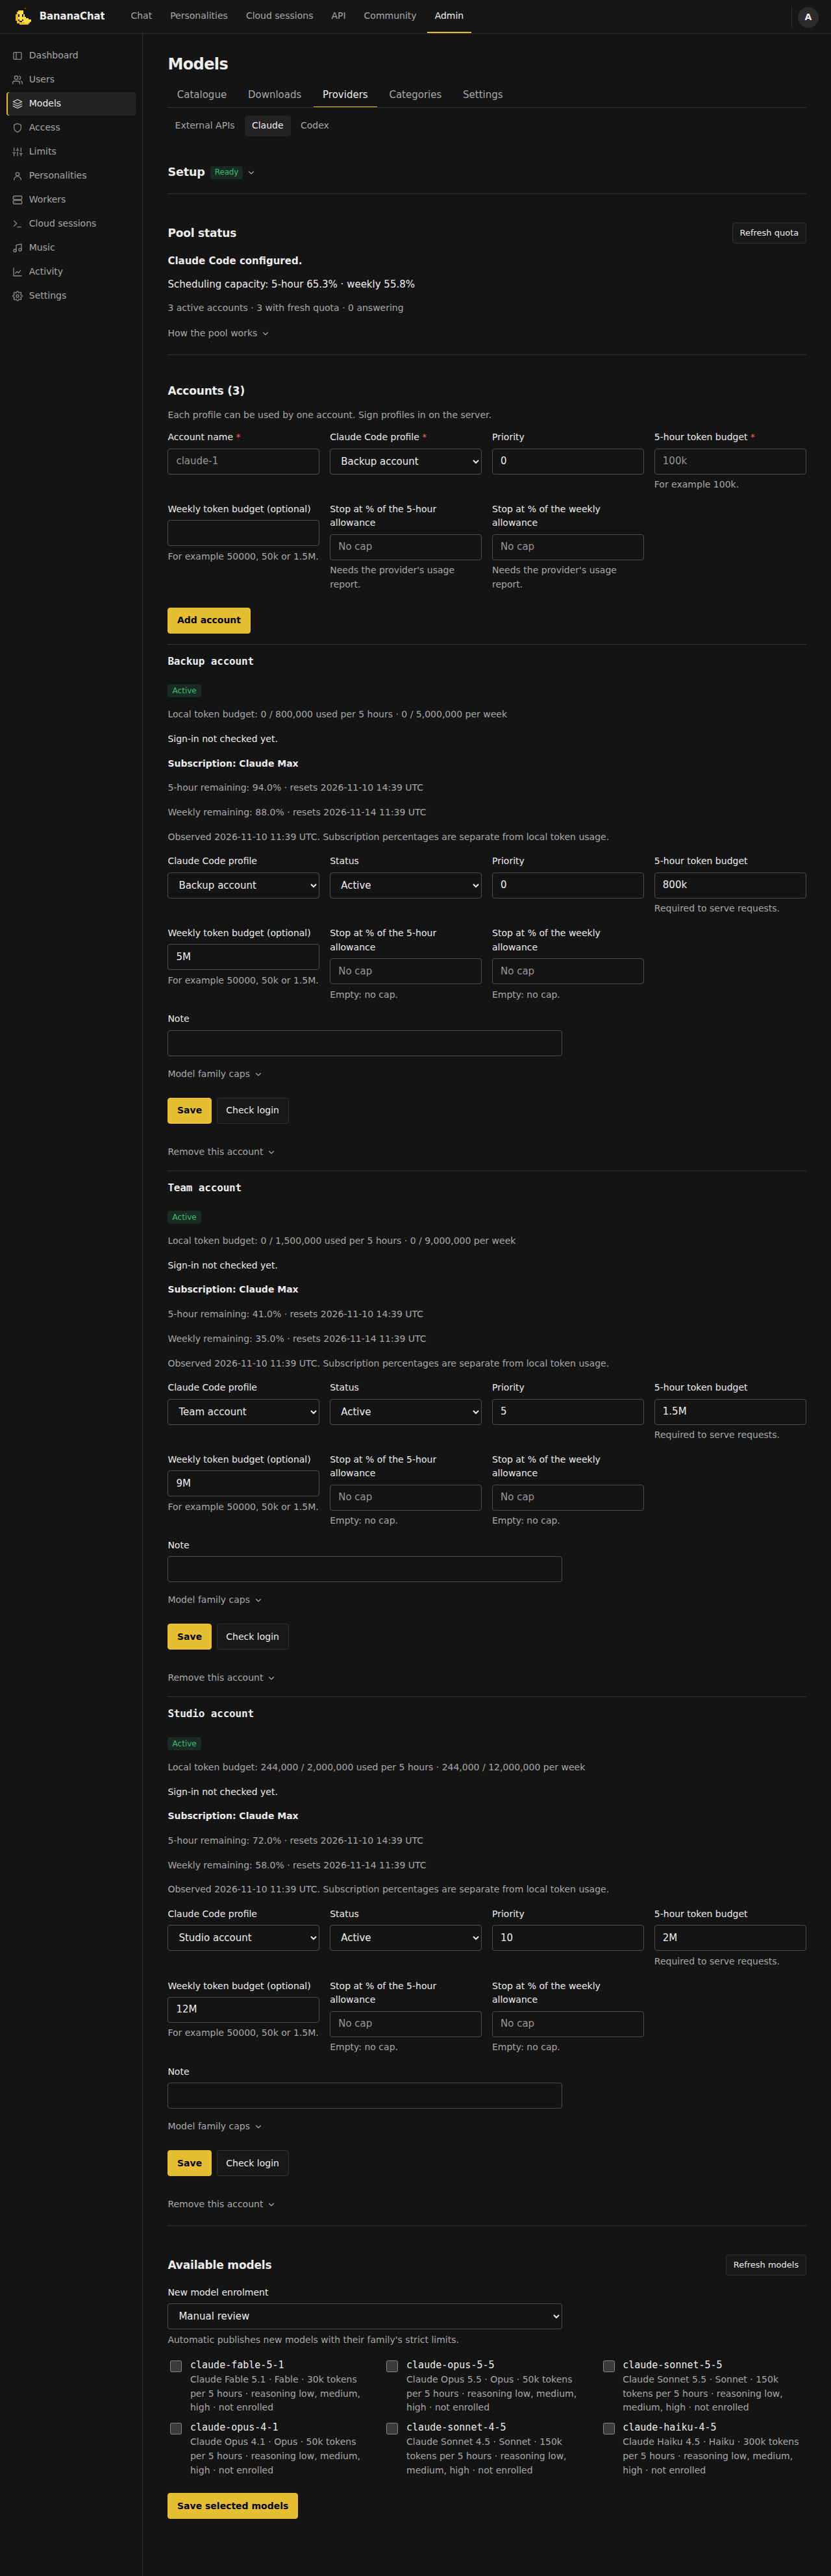 BananaChat
Chat
Personalities
Cloud sessions
API
Community
Admin
A
Dashboard
Users
Models
Access
Limits
Personalities
Workers
Cloud sessions
Music
Activity
Settings
Models
Catalogue
Downloads
Providers
Categories
Settings
External APIs
Claude
Codex
Setup Ready
Pool status
Refresh quota
Claude Code configured.
Scheduling capacity: 5-hour 65.3% · weekly 55.8%
3 active accounts · 3 with fresh quota · 0 answering
How the pool works
Accounts (3)
Each profile can be used by one account. Sign profiles in on the server.
Account name *
Claude Code profile *
Priority
5-hour token budget *
claude-1
Backup account
0
100k
For example 100k.
Weekly token budget (optional)
Stop at % of the 5-hour
allowance
Stop at % of the weekly
allowance
No cap
No cap
For example 50000, 50k or 1.5M.
Needs the provider's usage
report.
Needs the provider's usage
report.
Add account
Backup account
Active
Local token budget: 0 / 800,000 used per 5 hours · 0 / 5,000,000 per week
Sign-in not checked yet.
Subscription: Claude Max
5-hour remaining: 94.0% · resets 2026-11-10 14:39 UTC
Weekly remaining: 88.0% · resets 2026-11-14 11:39 UTC
Observed 2026-11-10 11:39 UTC. Subscription percentages are separate from local token usage.
Claude Code profile
Status
Priority
5-hour token budget
Backup account
Active
0
800k
Required to serve requests.
Weekly token budget (optional)
Stop at % of the 5-hour
allowance
Stop at % of the weekly
allowance
5M
No cap
No cap
For example 50000, 50k or 1.5M.
Empty: no cap.
Empty: no cap.
Note
Model family caps
Save
Check login
Remove this account
Team account
Active
Local token budget: 0 / 1,500,000 used per 5 hours · 0 / 9,000,000 per week
Sign-in not checked yet.
Subscription: Claude Max
5-hour remaining: 41.0% · resets 2026-11-10 14:39 UTC
Weekly remaining: 35.0% · resets 2026-11-14 11:39 UTC
Observed 2026-11-10 11:39 UTC. Subscription percentages are separate from local token usage.
Claude Code profile
Status
Priority
5-hour token budget
Team account
Active
5
1.5M
Required to serve requests.
Weekly token budget (optional)
Stop at % of the 5-hour
allowance
Stop at % of the weekly
allowance
9M
No cap
No cap
For example 50000, 50k or 1.5M.
Empty: no cap.
Empty: no cap.
Note
Model family caps
Save
Check login
Remove this account
Studio account
Active
Local token budget: 244,000 / 2,000,000 used per 5 hours · 244,000 / 12,000,000 per week
Sign-in not checked yet.
Subscription: Claude Max
5-hour remaining: 72.0% · resets 2026-11-10 14:39 UTC
Weekly remaining: 58.0% · resets 2026-11-14 11:39 UTC
Observed 2026-11-10 11:39 UTC. Subscription percentages are separate from local token usage.
Claude Code profile
Status
Priority
5-hour token budget
Studio account
Active
10
2M
Required to serve requests.
Weekly token budget (optional)
Stop at % of the 5-hour
allowance
Stop at % of the weekly
allowance
12M
No cap
No cap
For example 50000, 50k or 1.5M.
Empty: no cap.
Empty: no cap.
Note
Model family caps
Save
Check login
Remove this account
Available models
Refresh models
New model enrolment
Manual review
Automatic publishes new models with their family's strict limits.
claude-fable-5-1
Claude Fable 5.1 · Fable · 30k tokens
per 5 hours · reasoning low, medium,
high · not enrolled
claude-opus-5-5
Claude Opus 5.5 · Opus · 50k tokens
per 5 hours · reasoning low, medium,
high · not enrolled
claude-sonnet-5-5
Claude Sonnet 5.5 · Sonnet · 150k
tokens per 5 hours · reasoning low,
medium, high · not enrolled
claude-opus-4-1
Claude Opus 4.1 · Opus · 50k tokens
per 5 hours · reasoning low, medium,
high · not enrolled
claude-sonnet-4-5
Claude Sonnet 4.5 · Sonnet · 150k
tokens per 5 hours · reasoning low,
medium, high · not enrolled
claude-haiku-4-5
Claude Haiku 4.5 · Haiku · 300k tokens
per 5 hours · reasoning low, medium,
high · not enrolled
Save selected models